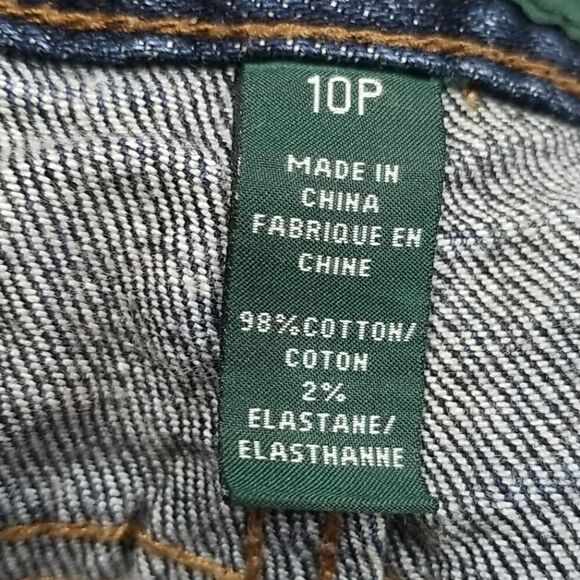 10P
MADE IN
CHINA
FABRIQUE EN
CHINE
98%COTTON/
COTON
2%
ELASTANE/
ELASTHANNE